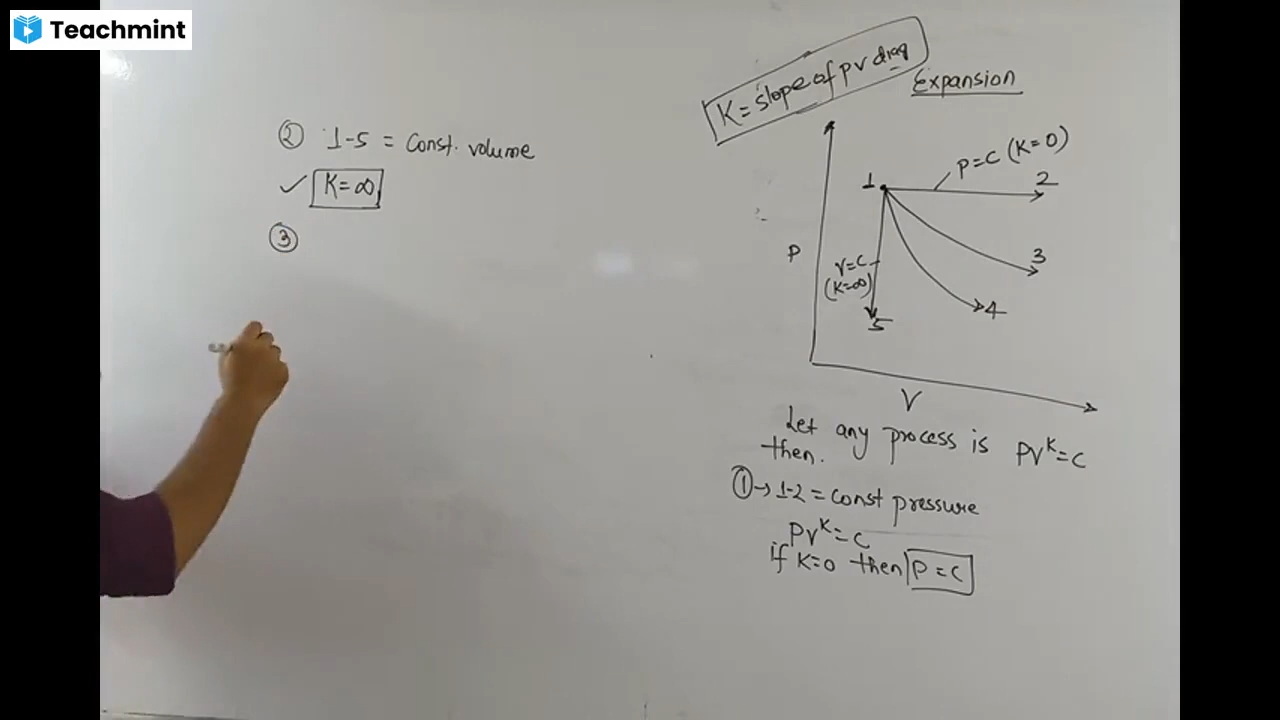 Teachmint
K = slope of PV diag
Expansion
② 1-5 = Const. volume
✓ K = ∞
③
P = C (K = 0)
1
2
P
V = C
(K = ∞)
3
4
5
V
Let any process is PV^K = C
then.
① → 1-2 = const pressure
PV^K = C
if K = 0 then P = C